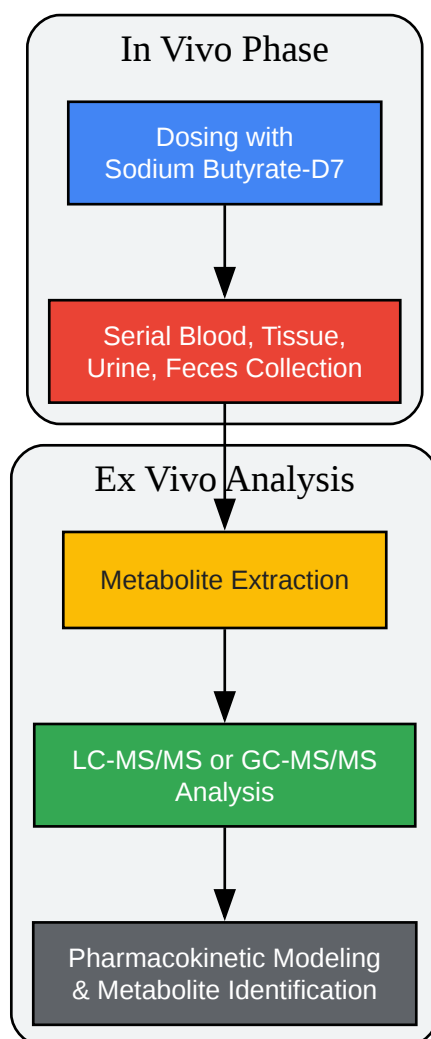 In Vivo Phase
Dosing with
Sodium Butyrate-D7
Serial Blood, Tissue,
Urine, Feces Collection
Ex Vivo Analysis
Metabolite Extraction
LC-MS/MS or GC-MS/MS
Analysis
Pharmacokinetic Modeling
& Metabolite Identification